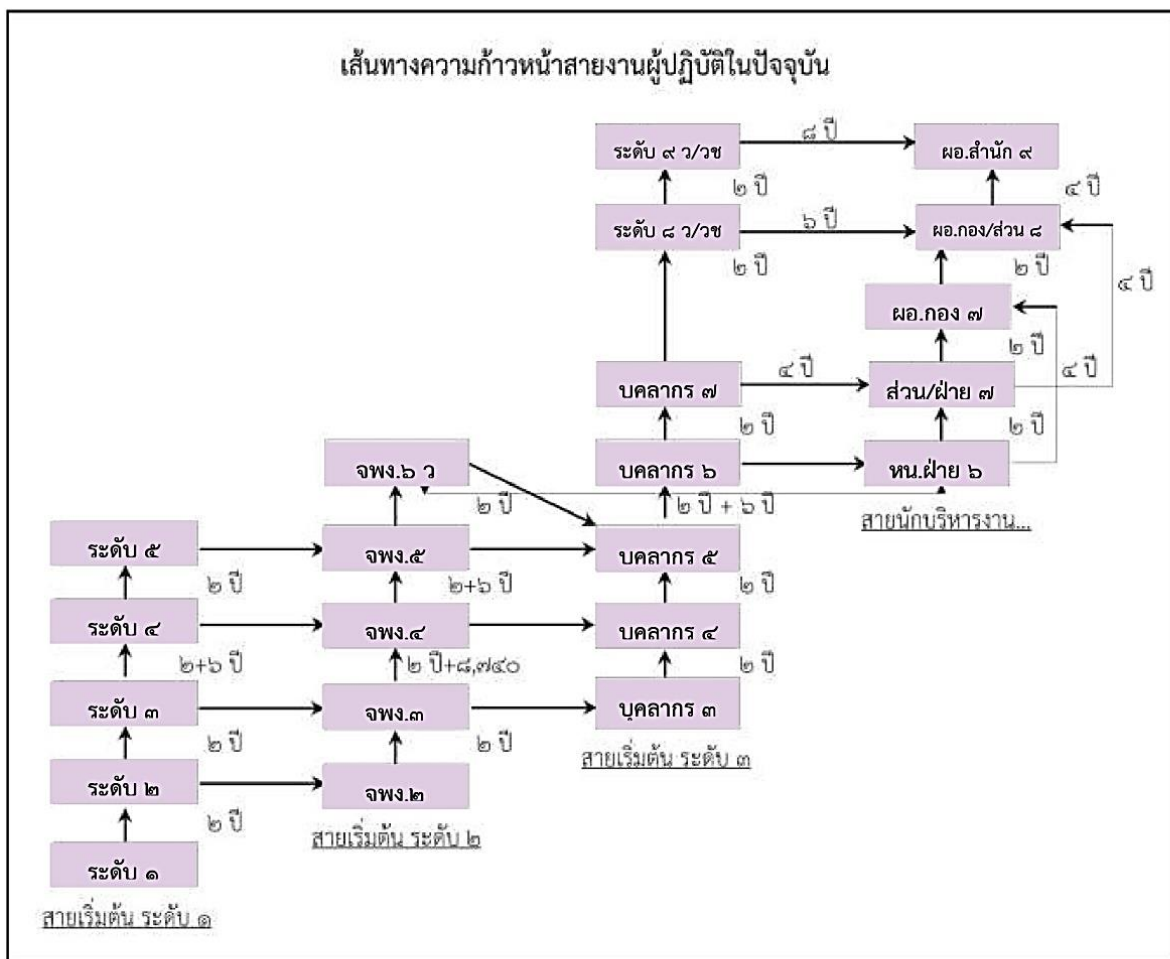 เส้นทางความก้าวหน้าสายงานผู้ปฏิบัติในปัจจุบัน
ระดับ ๙ ว/วช
๘ ปี
ผอ.สำนัก ๙
๒ ปี
๔ ปี
ระดับ ๘ ว/วช
๖ ปี
ผอ.กอง/ส่วน ๘
๒ ปี
๒ ปี
๔ ปี
ผอ.กอง ๗
๒ ปี
๔ ปี
บคลากร ๗
๔ ปี
ส่วน/ฝ่าย ๗
๒ ปี
๒ ปี
จพง.๖ ว
บคลากร ๖
หน.ฝ่าย ๖
๒ ปี
๒ ปี + ๖ ปี
สายนักบริหารงาน...
ระดับ ๕
จพง.๕
บคลากร ๕
๒ ปี
๒+๖ ปี
๒ ปี
ระดับ ๔
จพง.๔
บคลากร ๔
๒+๖ ปี
๒ ปี+๘,๗๔๐
๒ ปี
ระดับ ๓
จพง.๓
บุคลากร ๓
๒ ปี
๒ ปี
สายเริ่มต้น ระดับ ๓
ระดับ ๒
จพง.๒
๒ ปี
สายเริ่มต้น ระดับ ๒
ระดับ ๑
สายเริ่มต้น ระดับ ๑